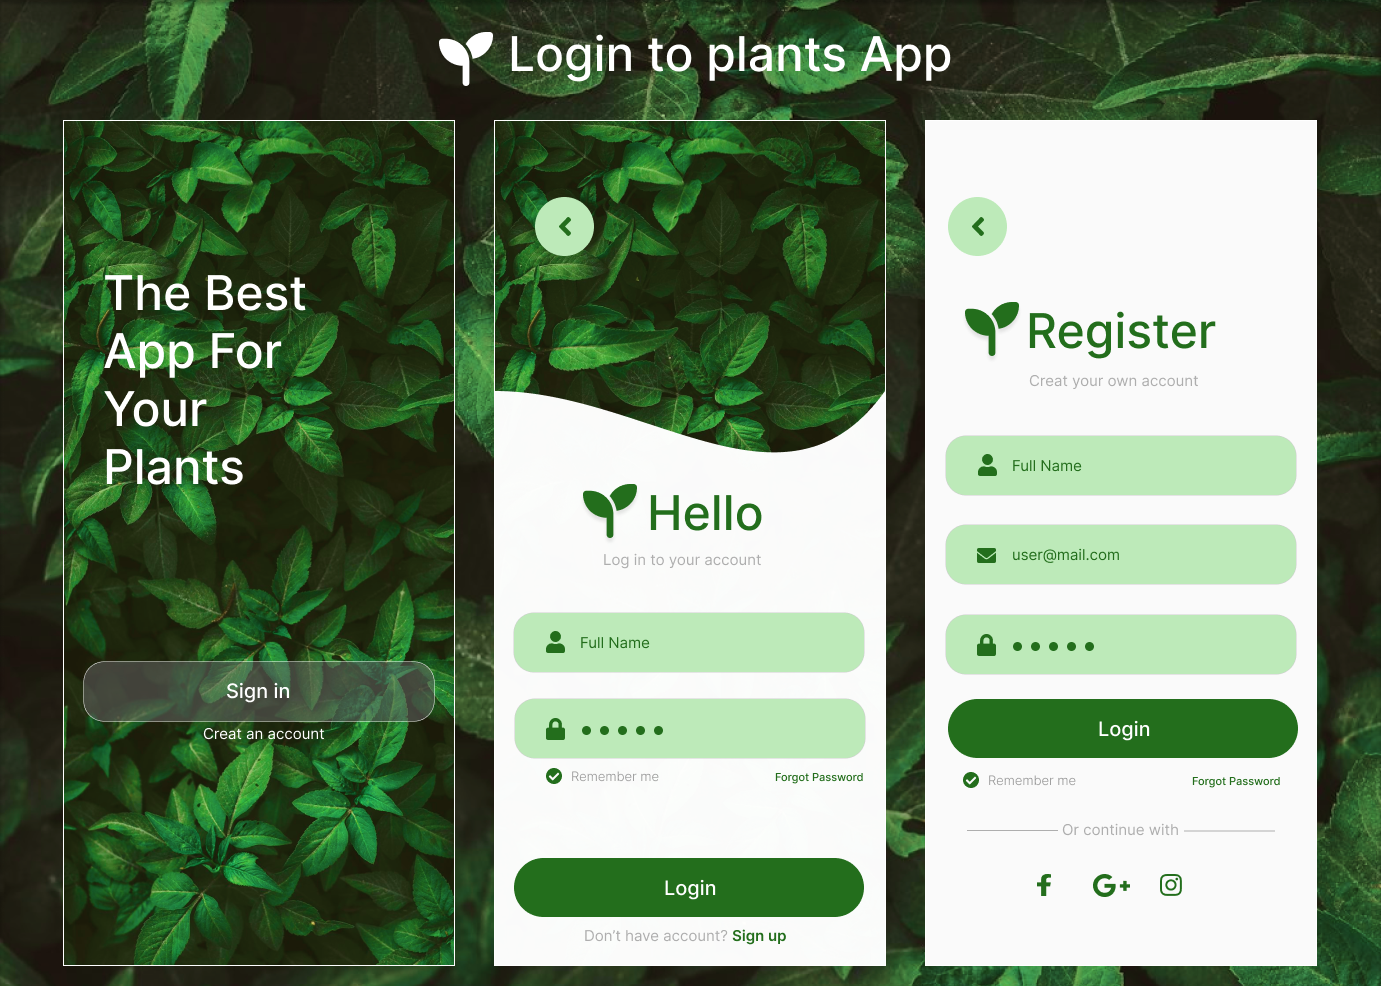 Login to plants App
The Best
App For
Your
Plants
Sign in
Creat an account
Hello
Log in to your account
Full Name
Remember me
Forgot Password
Login
Don't have account? Sign up
Register
Creat your own account
Full Name
user@mail.com
Login
Remember me
Forgot Password
Or continue with